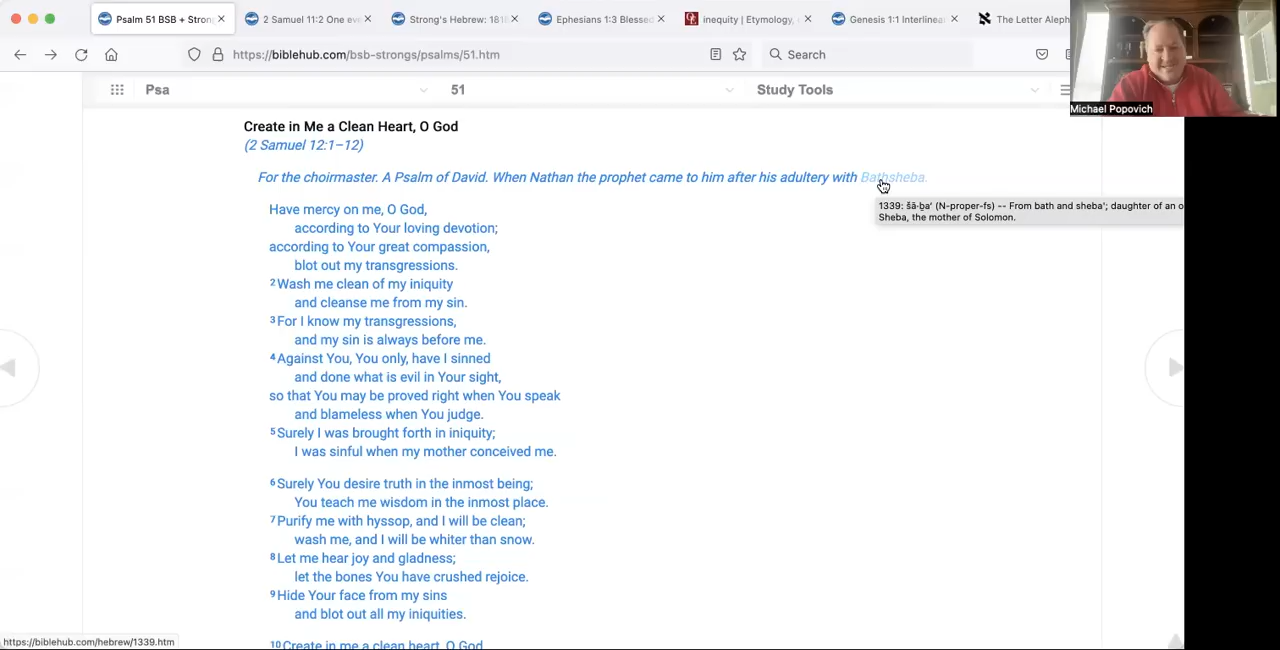 Psalm 51 BSB + Stron
2 Samuel 11:2 One eve
Strong's Hebrew: 181
Ephesians 1:3 Blessed
inequity | Etymology,
Genesis 1:1 Interlinea
The Letter Aleph
https://biblehub.com/bsb-strongs/psalms/51.htm
Search
Michael Popovich
Psa
51
Study Tools
Create in Me a Clean Heart, O God
(2 Samuel 12:1–12)
For the choirmaster. A Psalm of David. When Nathan the prophet came to him after his adultery with Bathsheba.
1339: šā-ḇa‘ (N-proper-fs) -- From bath and sheba'; daughter of an o
Sheba, the mother of Solomon.
Have mercy on me, O God,
according to Your loving devotion;
according to Your great compassion,
blot out my transgressions.
2 Wash me clean of my iniquity
and cleanse me from my sin.
3 For I know my transgressions,
and my sin is always before me.
4 Against You, You only, have I sinned
and done what is evil in Your sight,
so that You may be proved right when You speak
and blameless when You judge.
5 Surely I was brought forth in iniquity;
I was sinful when my mother conceived me.
6 Surely You desire truth in the inmost being;
You teach me wisdom in the inmost place.
7 Purify me with hyssop, and I will be clean;
wash me, and I will be whiter than snow.
8 Let me hear joy and gladness;
let the bones You have crushed rejoice.
9 Hide Your face from my sins
and blot out all my iniquities.
10 Create in me a clean heart, O God
https://biblehub.com/hebrew/1339.htm